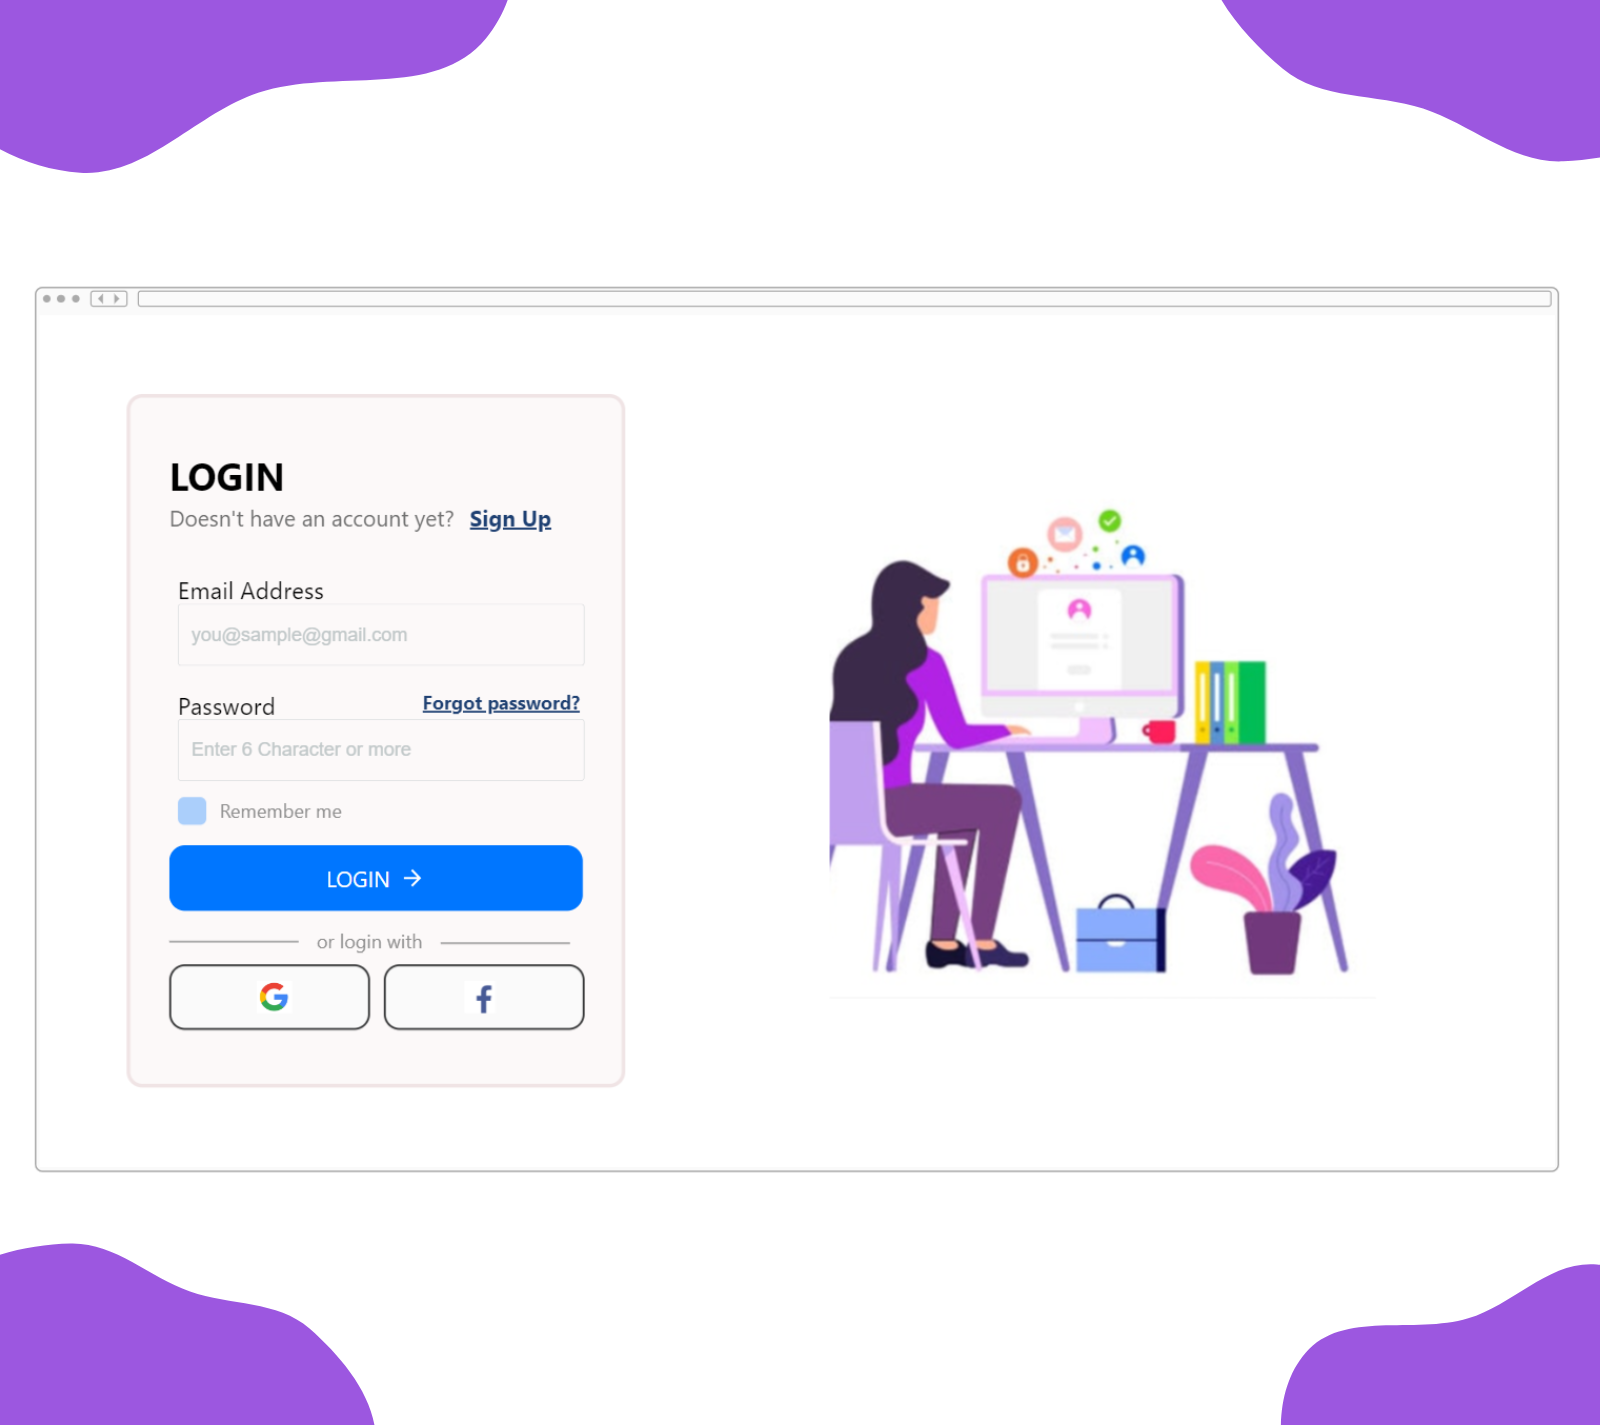 LOGIN
Doesn't have an account yet? Sign Up
Email Address
you@sample@gmail.com
Password Forgot password?
Enter 6 Character or more
Remember me
LOGIN →
or login with